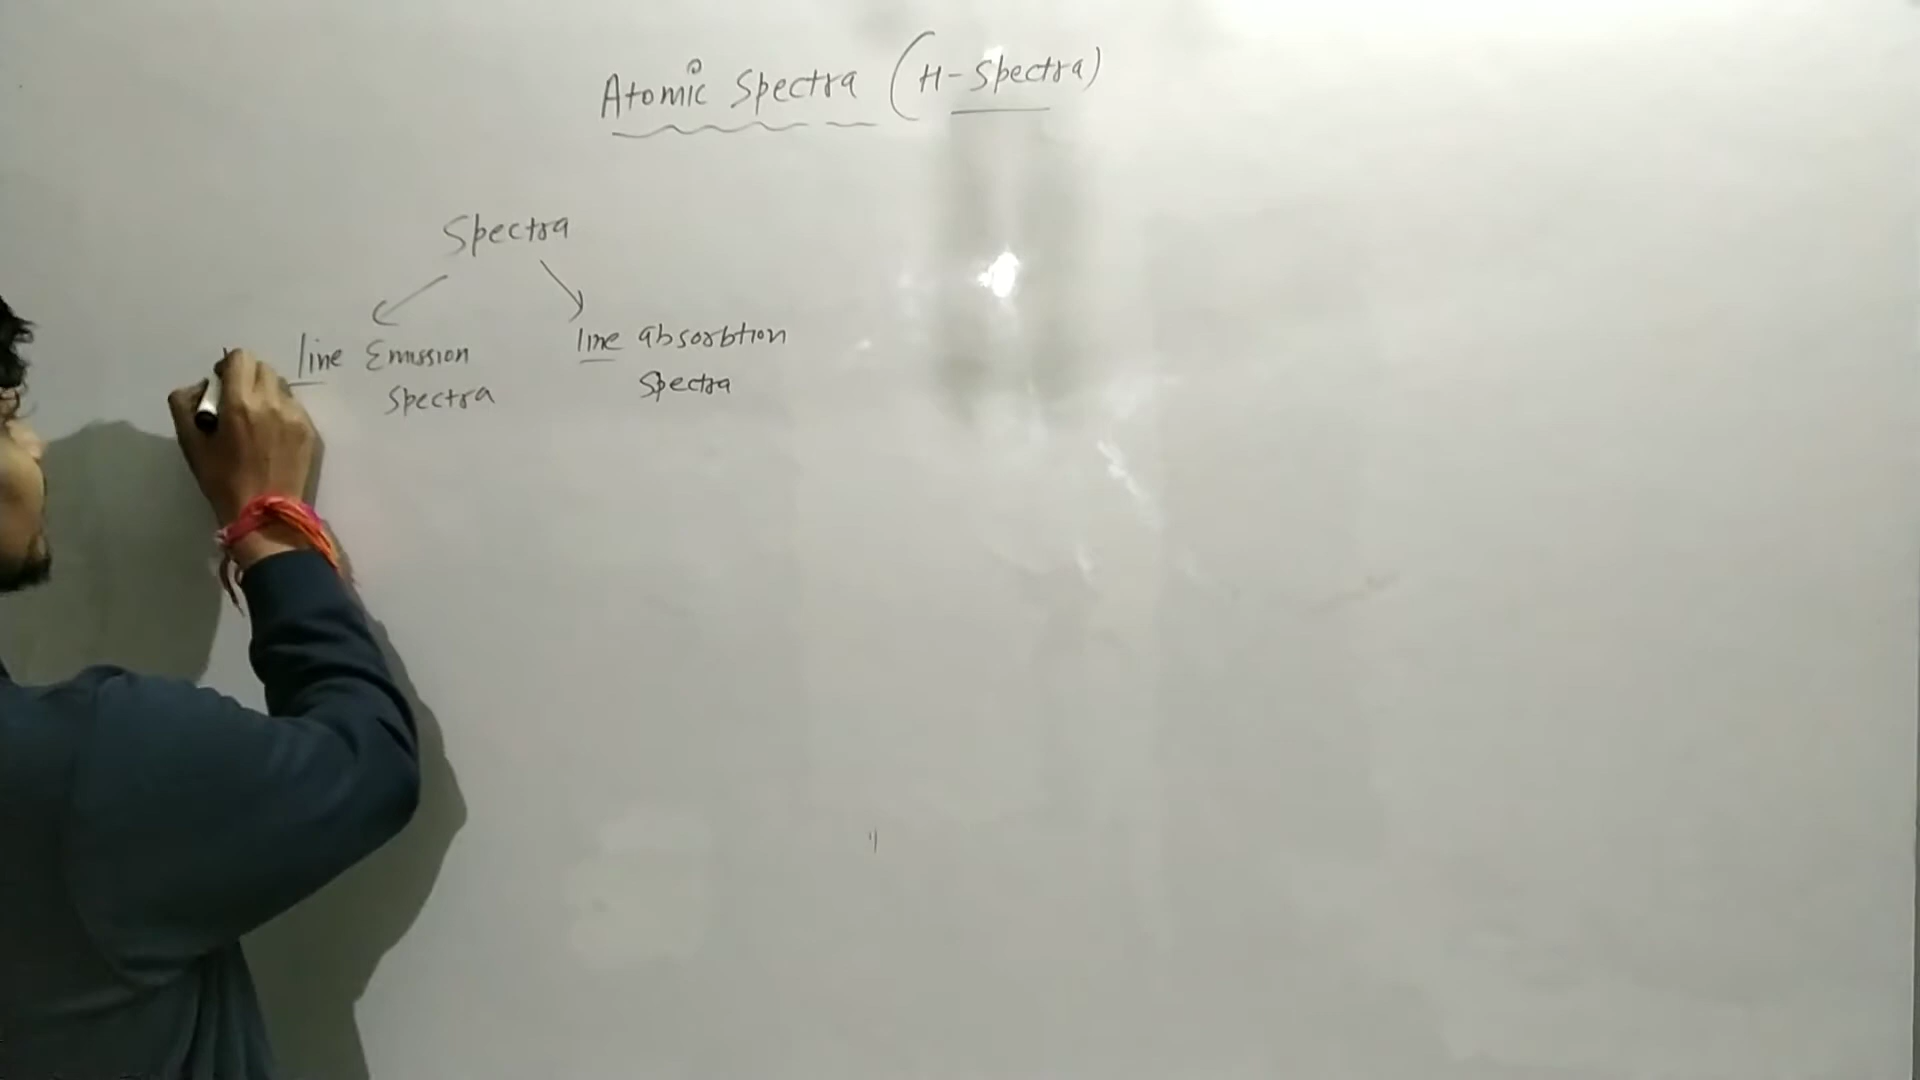 Atomic Spectra (H-Spectra)
Spectra
line Emission
Spectra
line absorbtion
Spectra